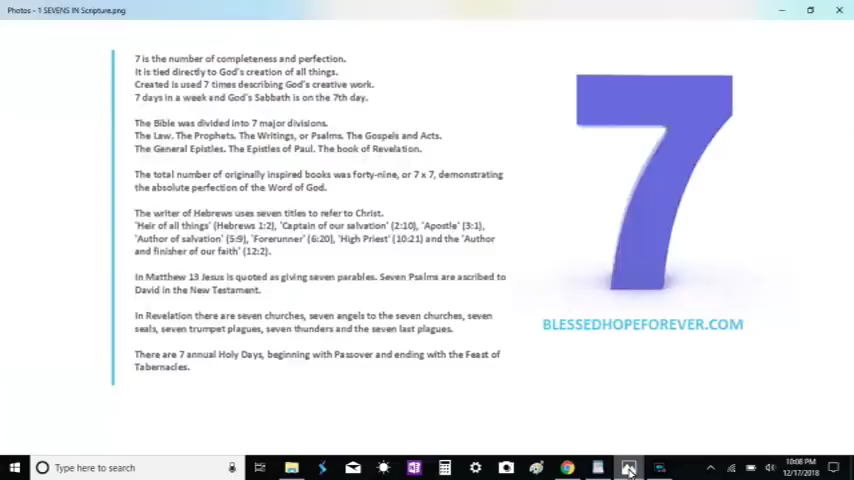 Photos - 1 SEVENS IN Scripture.png
7 is the number of completeness and perfection.
It is tied directly to God's creation of all things.
Created is used 7 times describing God's creative work.
7 days in a week and God's Sabbath is on the 7th day.
The Bible was divided into 7 major divisions.
The Law. The Prophets. The Writings, or Psalms. The Gospels and Acts.
The General Epistles. The Epistles of Paul. The book of Revelation.
The total number of originally inspired books was forty-nine, or 7 x 7, demonstrating
the absolute perfection of the Word of God.
The writer of Hebrews uses seven titles to refer to Christ.
'Heir of all things' (Hebrews 1:2), 'Captain of our salvation' (2:10), 'Apostle' (3:1),
'Author of salvation' (5:9), 'Forerunner' (6:20), 'High Priest' (10:21) and the 'Author
and finisher of our faith' (12:2).
In Matthew 13 Jesus is quoted as giving seven parables. Seven Psalms are ascribed to
David in the New Testament.
In Revelation there are seven churches, seven angels to the seven churches, seven
seals, seven trumpet plagues, seven thunders and the seven last plagues.
There are 7 annual Holy Days, beginning with Passover and ending with the Feast of
Tabernacles.
7
BLESSEDHOPEFOREVER.COM
Type here to search
10:08 PM
12/17/2018